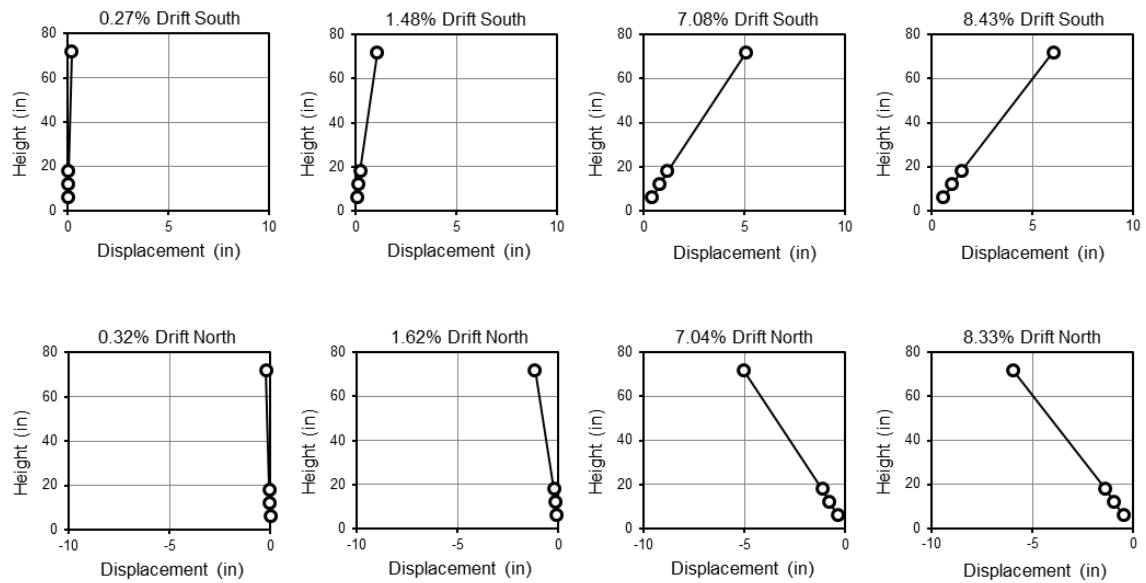 0.27% Drift South
80
60
40
20
0
Height (in)
0
5
10
Displacement (in)
1.48% Drift South
80
60
40
20
0
Height (in)
0
5
10
Displacement (in)
7.08% Drift South
80
60
40
20
0
Height (in)
0
5
10
Displacement (in)
8.43% Drift South
80
60
40
20
0
Height (in)
0
5
10
Displacement (in)
0.32% Drift North
80
60
40
20
0
Height (in)
-10
-5
0
Displacement (in)
1.62% Drift North
80
60
40
20
0
Height (in)
-10
-5
0
Displacement (in)
7.04% Drift North
80
60
40
20
0
Height (in)
-10
-5
0
Displacement (in)
8.33% Drift North
80
60
40
20
0
Height (in)
-10
-5
0
Displacement (in)